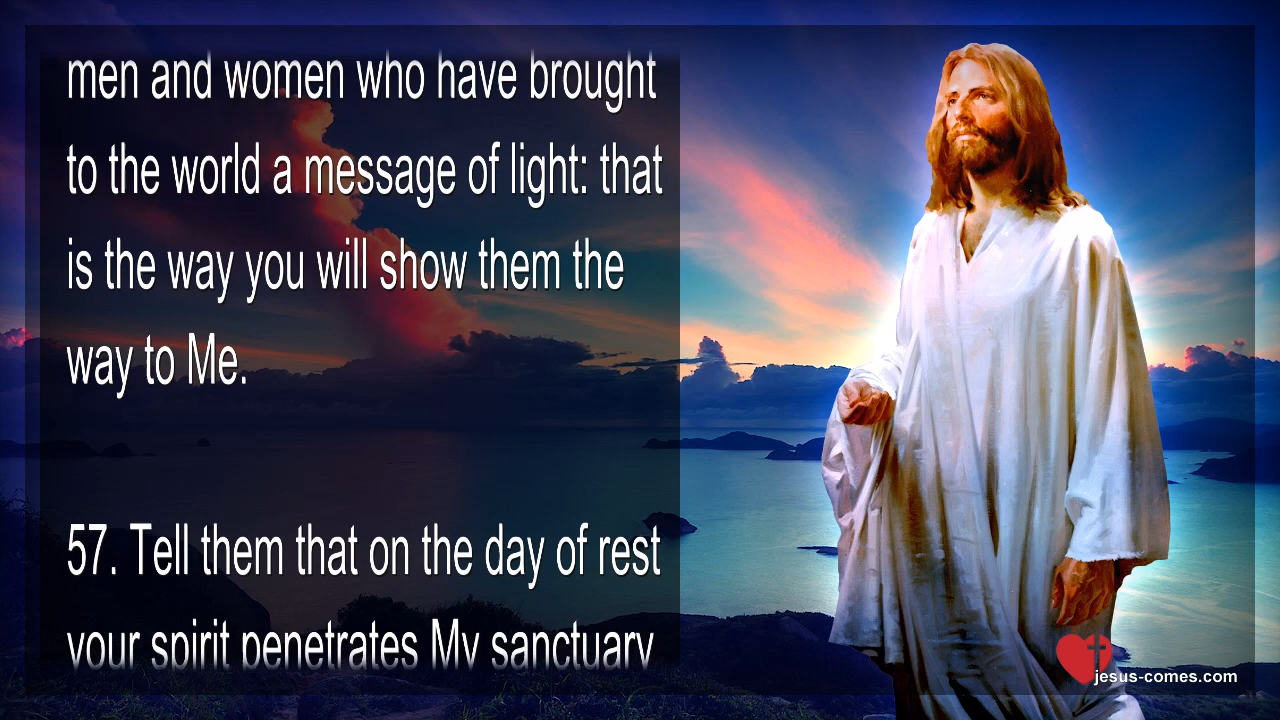 men and women who have brought
to the world a message of light: that
is the way you will show them the
way to Me.
57. Tell them that on the day of rest
your spirit penetrates My sanctuary
jesus-comes.com